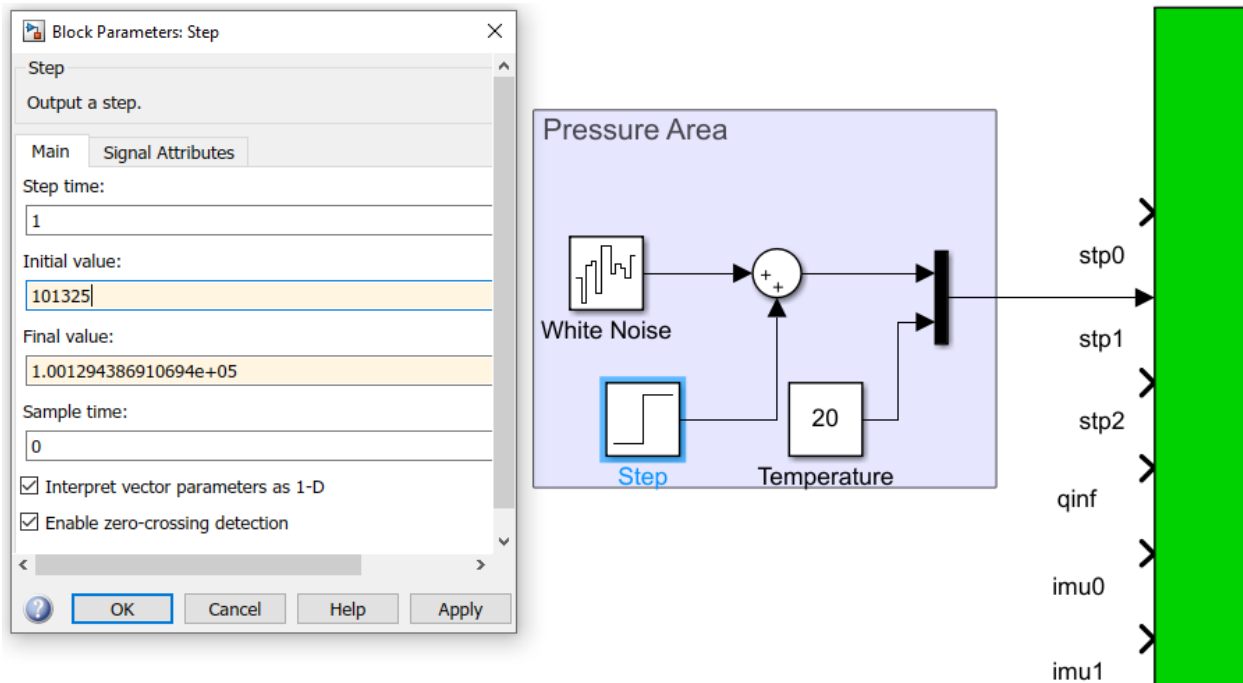 Block Parameters: Step
Step
Output a step.
Main Signal Attributes
Step time:
1
Initial value:
101325
Final value:
1.001294386910694e+05
Sample time:
0
Interpret vector parameters as 1-D
Enable zero-crossing detection
? OK Cancel Help Apply
Pressure Area
White Noise
+
+
Step
20
Temperature
stp0
stp1
stp2
qinf
imu0
imu1